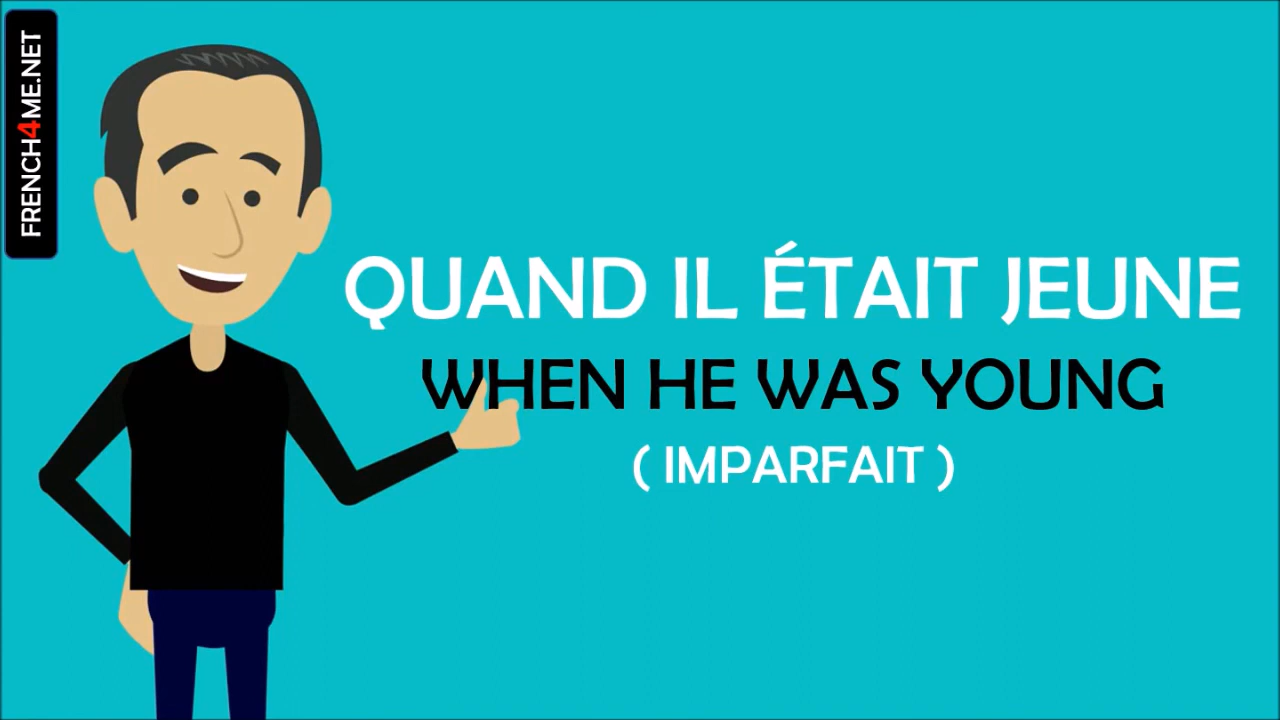 FRENCH4ME.NET
QUAND IL ÉTAIT JEUNE
WHEN HE WAS YOUNG
( IMPARFAIT )